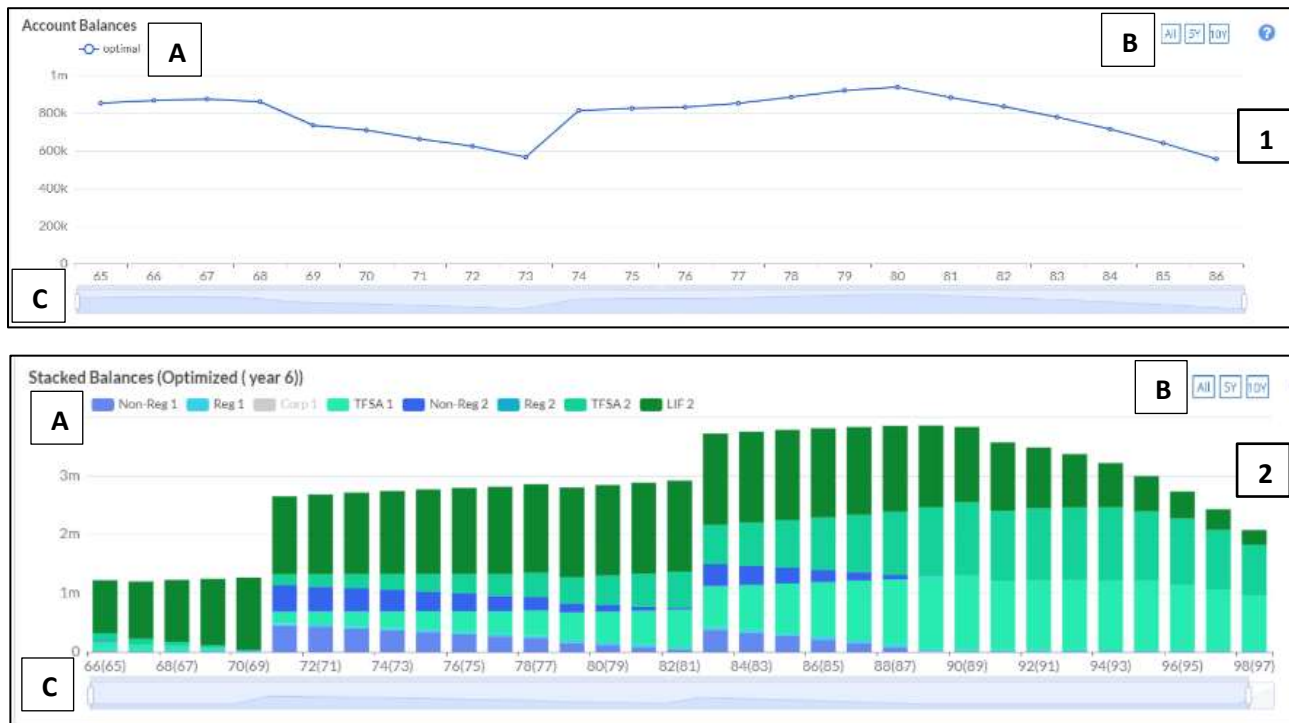 Account Balances
optimal
A
B
All 5Y 10Y
?
1m
800k
600k
400k
200k
0
1
65 66 67 68 69 70 71 72 73 74 75 76 77 78 79 80 81 82 83 84 85 86
C
Stacked Balances (Optimized ( year 6))
A
Non-Reg 1 Reg 1 Corp 1 TFSA 1 Non-Reg 2 Reg 2 TFSA 2 LIF 2
B
All 5Y 10Y
3m
2m
1m
0
2
66(65) 68(67) 70(69) 72(71) 74(73) 76(75) 78(77) 80(79) 82(81) 84(83) 86(85) 88(87) 90(89) 92(91) 94(93) 96(95) 98(97)
C